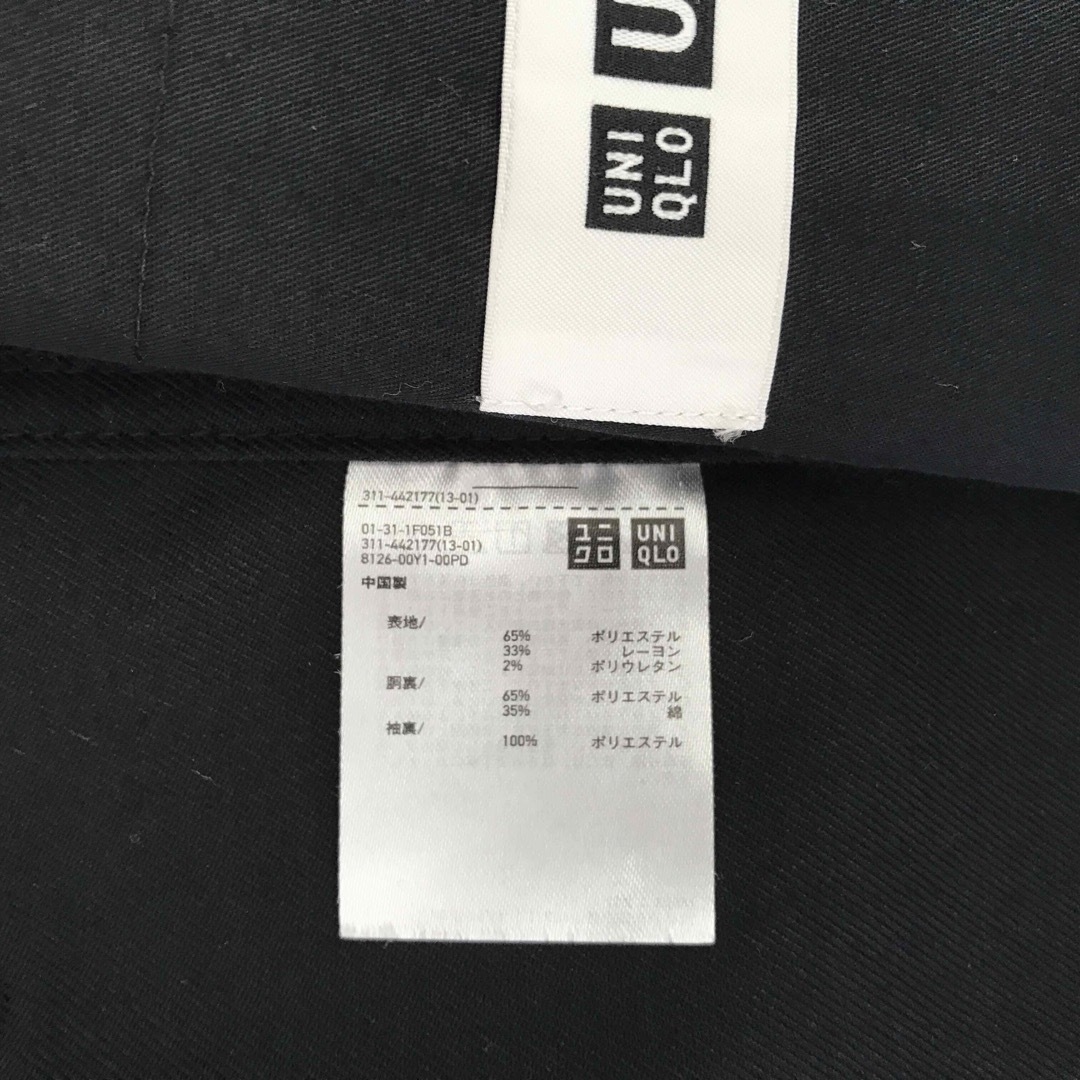 U
UNI
QLO
311-442177(13-01)
01-31-1F051B
311-442177(13-01)
8126-00Y1-00PD
ユニ
クロ
UNI
QLO
中国製
表地/
65% ポリエステル
33% レーヨン
2% ポリウレタン
胴裏/
65% ポリエステル
35% 綿
袖裏/
100% ポリエステル